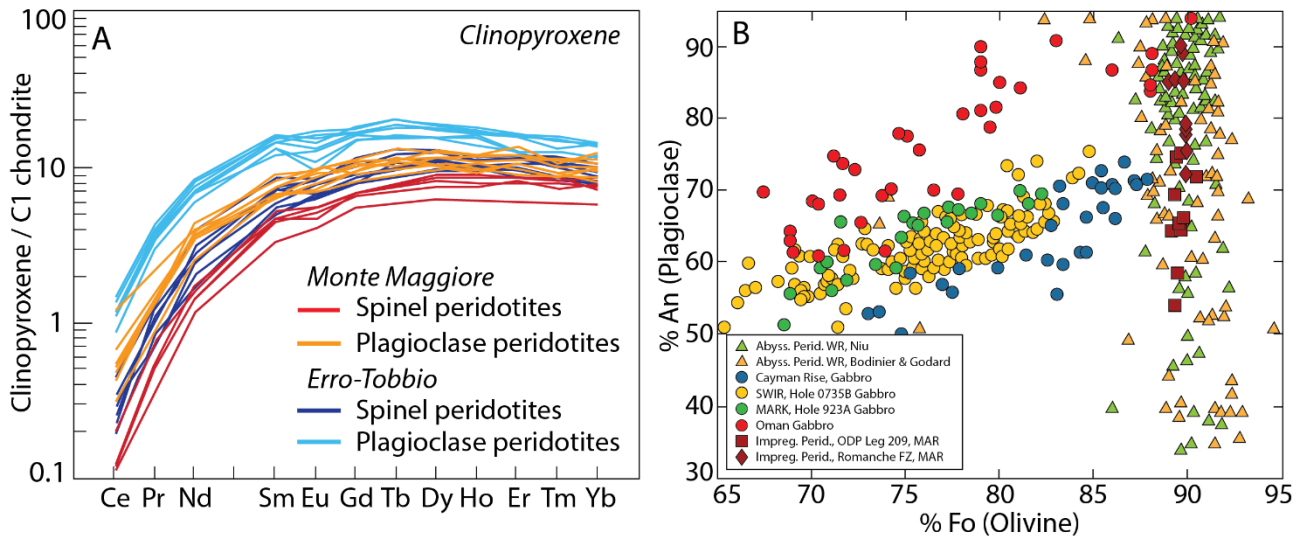 A
Clinopyroxene
Clinopyroxene / C1 chondrite
100
10
1
0.1
Monte Maggiore
Spinel peridotites
Plagioclase peridotites
Erro-Tobbio
Spinel peridotites
Plagioclase peridotites
Ce Pr Nd Sm Eu Gd Tb Dy Ho Er Tm Yb
B
% An (Plagioclase)
90
80
70
60
50
40
30
Abyss. Perid. WR, Niu
Abyss. Perid. WR, Bodinier & Godard
Cayman Rise, Gabbro
SWIR, Hole 0735B Gabbro
MARK, Hole 923A Gabbro
Oman Gabbro
Impreg. Perid., ODP Leg 209, MAR
Impreg. Perid., Romanche FZ, MAR
65 70 75 80 85 90 95
% Fo (Olivine)